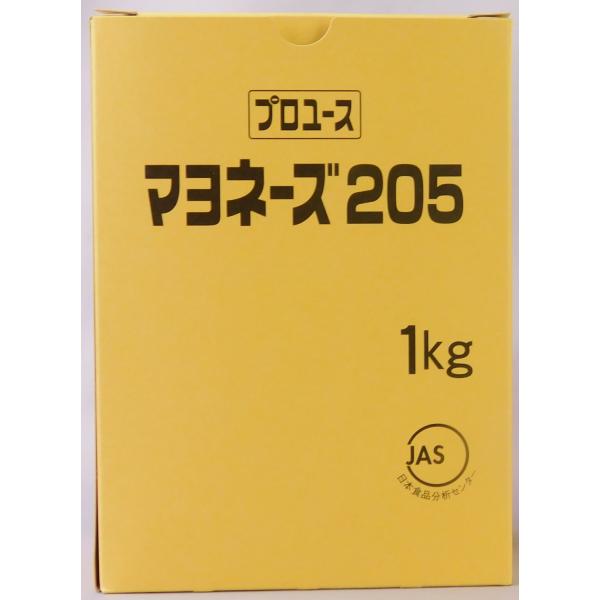 プロユース
マヨネーズ205
1kg
JAS
日本食品分析センター